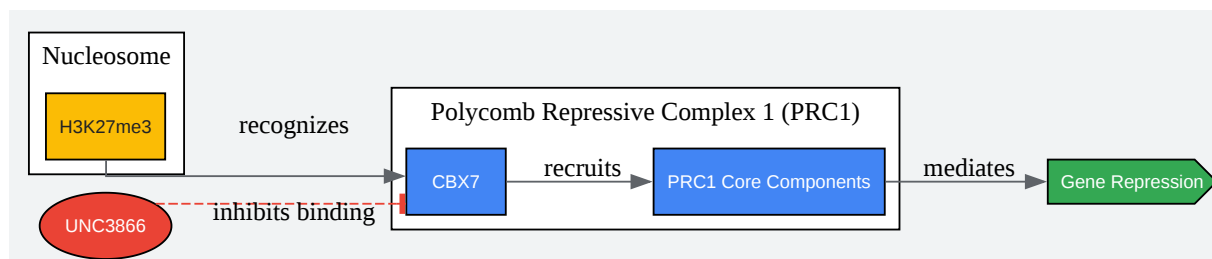 Nucleosome
H3K27me3
recognizes
Polycomb Repressive Complex 1 (PRC1)
CBX7
recruits
PRC1 Core Components
mediates
Gene Repression
UNC3866
inhibits binding